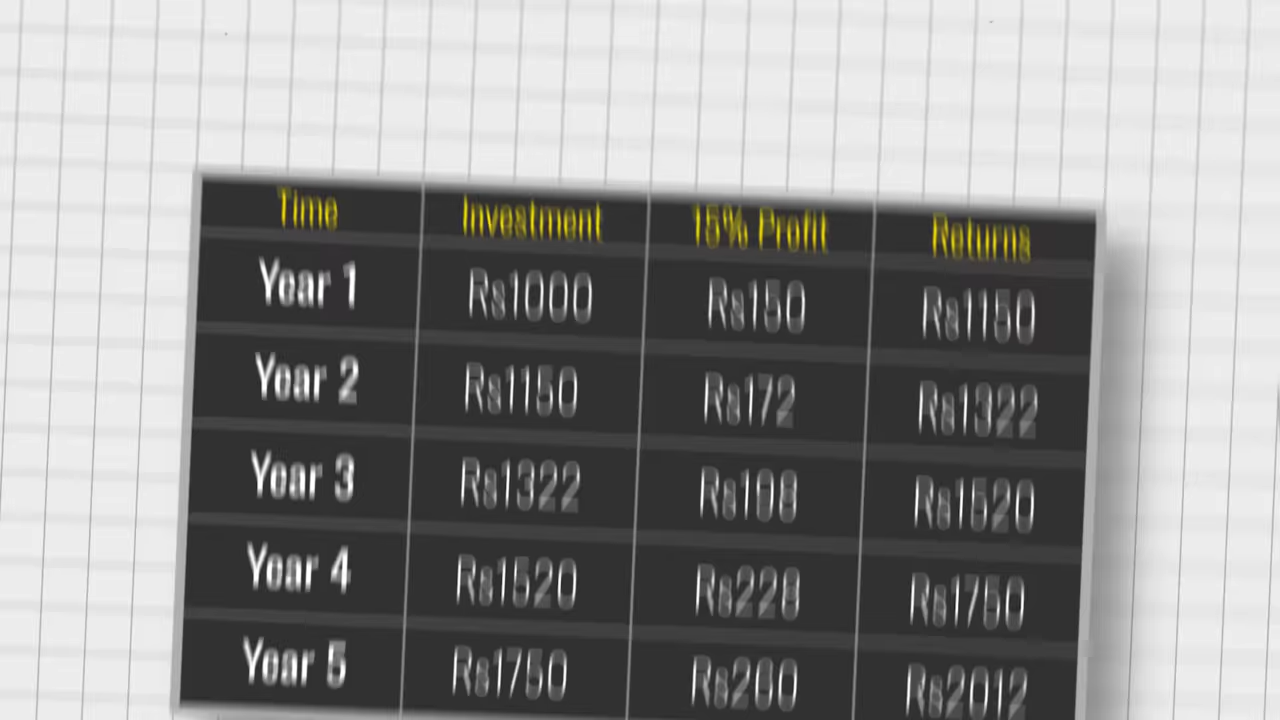 Time Investment 15% Profit Returns
Year 1 Rs1000 Rs150 Rs1150
Year 2 Rs1150 Rs172 Rs1322
Year 3 Rs1322 Rs198 Rs1520
Year 4 Rs1520 Rs228 Rs1750
Year 5 Rs1750 Rs2012